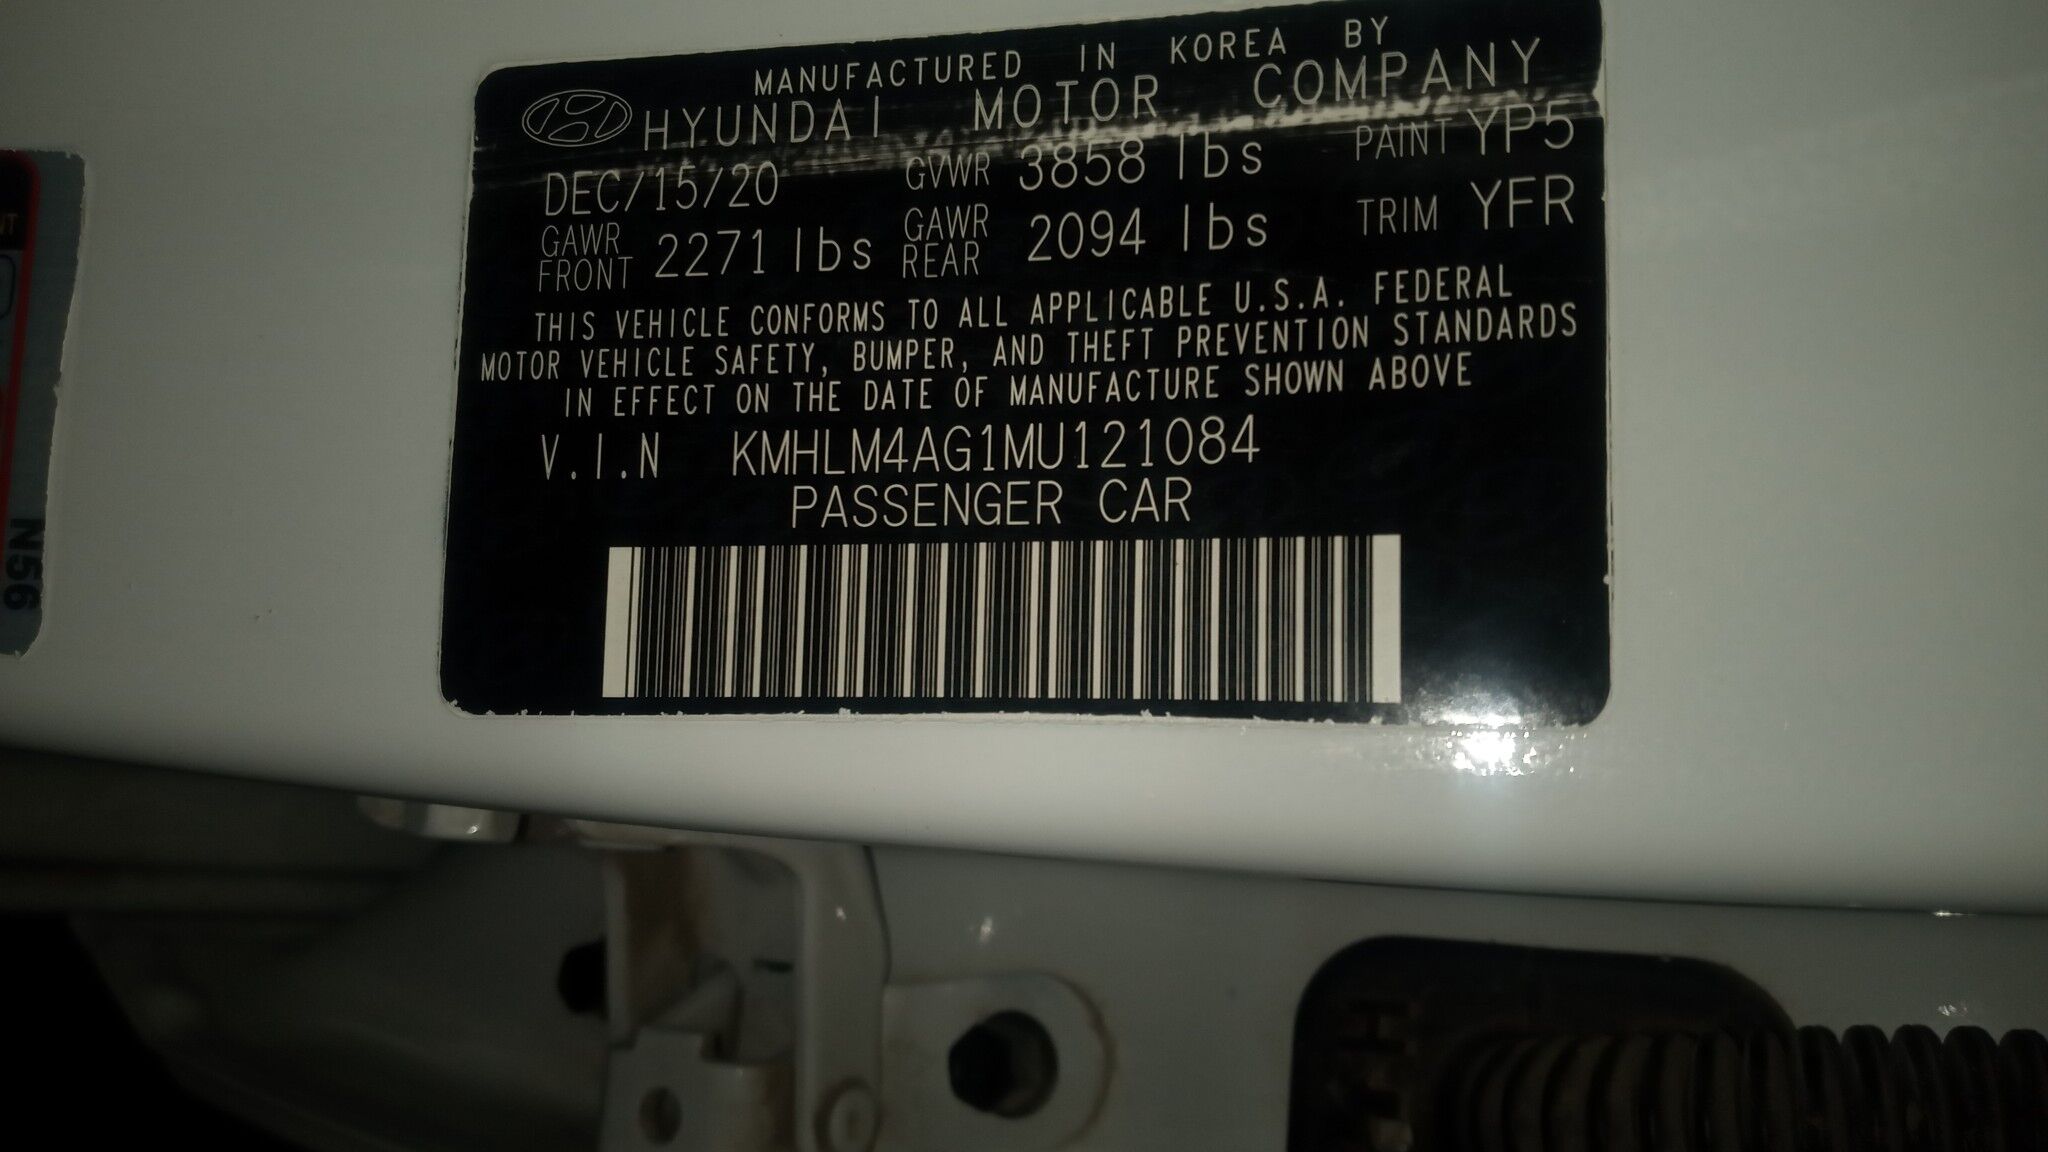 MANUFACTURED IN KOREA BY
HYUNDAI MOTOR COMPANY
DEC/15/20 GVWR 3858 lbs PAINT YP5
GAWR FRONT 2271 lbs GAWR REAR 2094 lbs TRIM YFR
THIS VEHICLE CONFORMS TO ALL APPLICABLE U.S.A. FEDERAL
MOTOR VEHICLE SAFETY, BUMPER, AND THEFT PREVENTION STANDARDS
IN EFFECT ON THE DATE OF MANUFACTURE SHOWN ABOVE
V.I.N KMHLM4AG1MU121084
PASSENGER CAR
N56